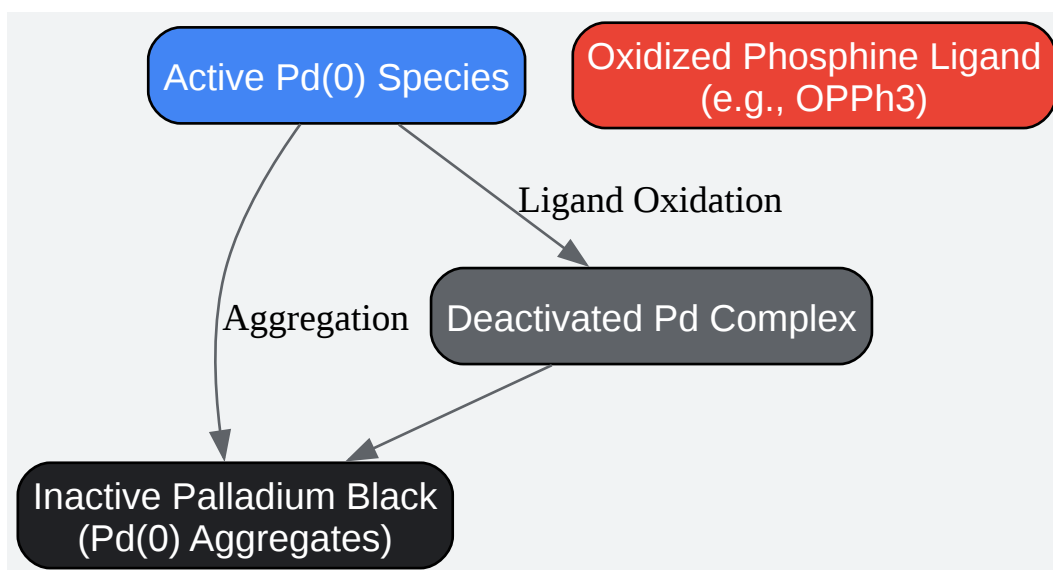 Active Pd(0) Species
Oxidized Phosphine Ligand
(e.g., OPPh3)
Ligand Oxidation
Aggregation
Deactivated Pd Complex
Inactive Palladium Black
(Pd(0) Aggregates)